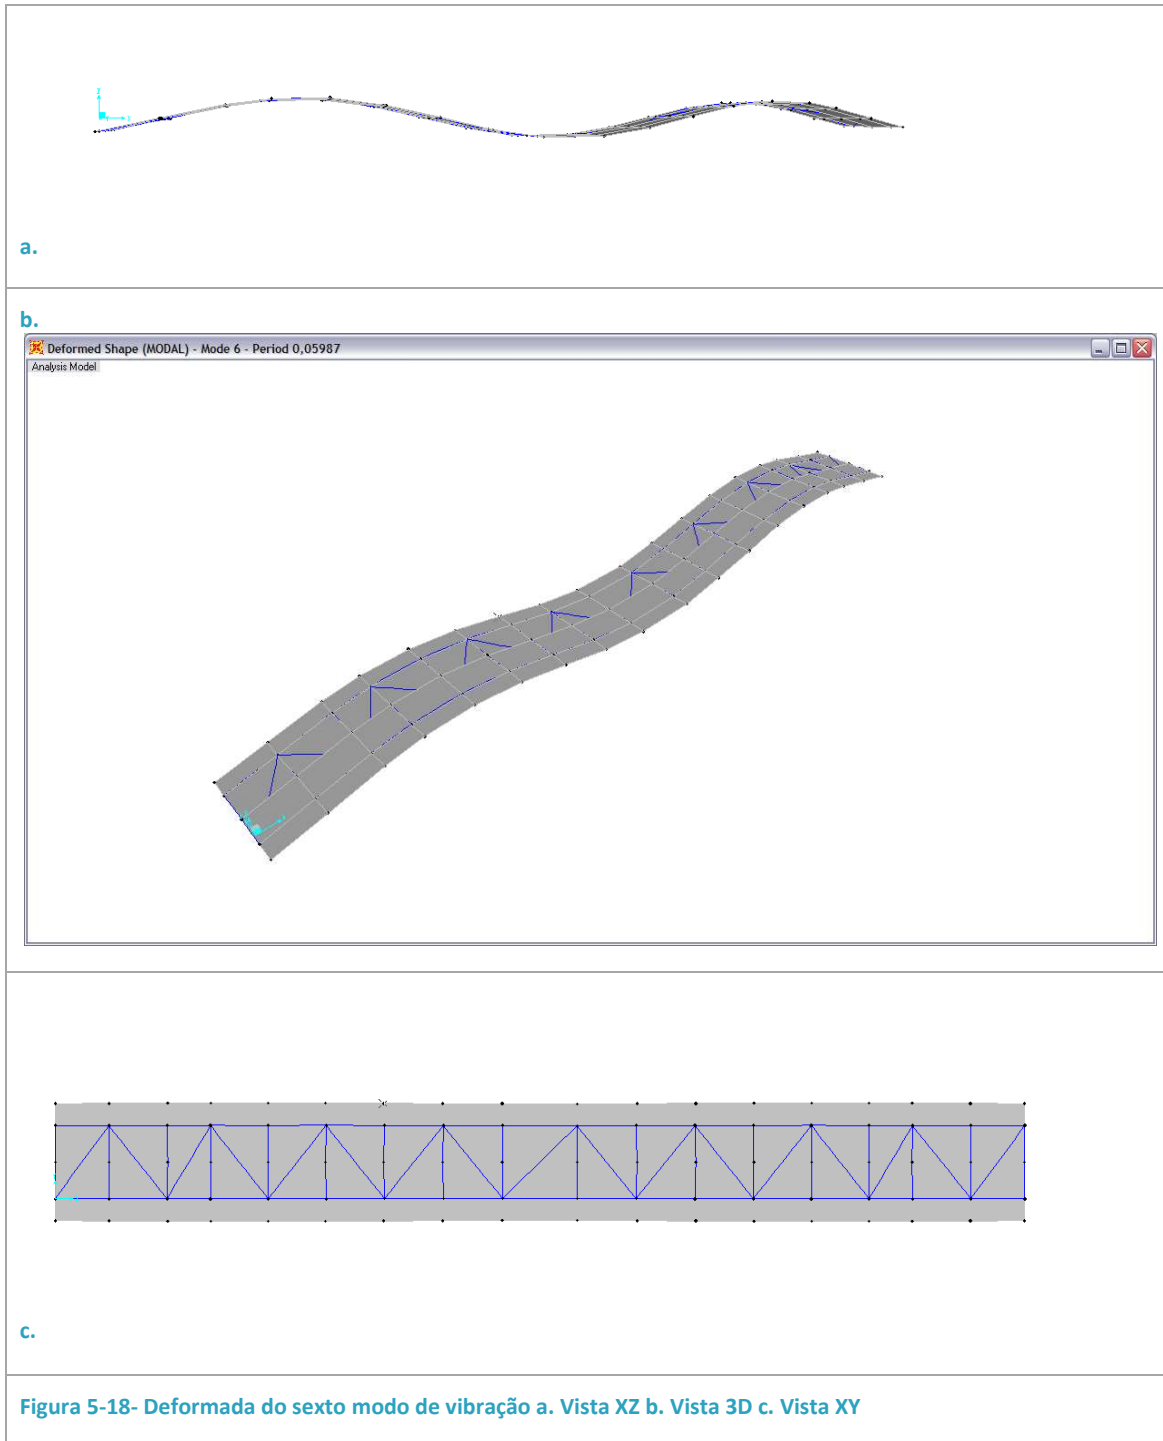 a.
b.
Deformed Shape (MODAL) - Mode 6 - Period 0,05987
Analysis Model
c.
Figura 5-18- Deformada do sexto modo de vibração a. Vista XZ b. Vista 3D c. Vista XY